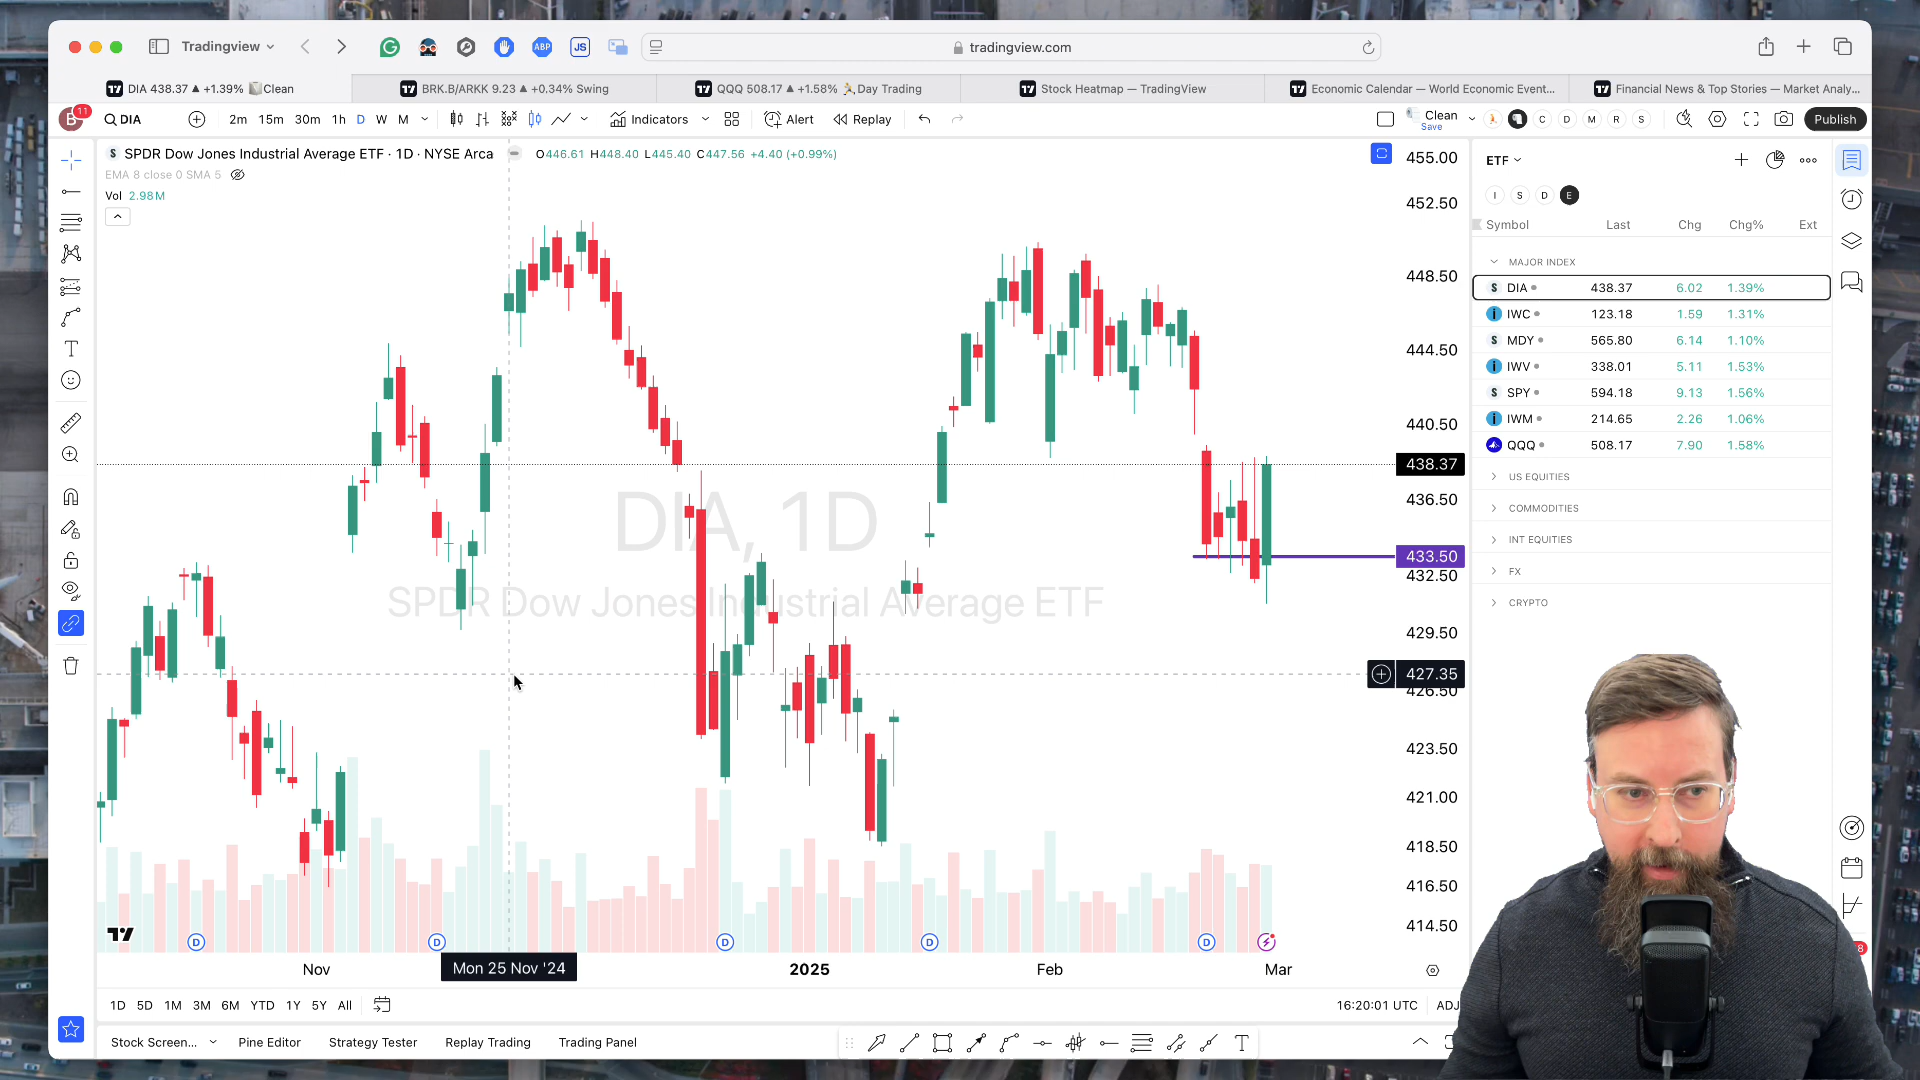 Tradingview
ABP
JS
tradingview.com
DIA 438.37 ▲ +1.39% Clean
BRK.B/ARKK 9.23 ▲ +0.34% Swing
QQQ 508.17 ▲ +1.58% Day Trading
Stock Heatmap — TradingView
Economic Calendar — World Economic Event...
Financial News & Top Stories — Market Analy...
B 11
DIA
2m 15m 30m 1h D W M
Indicators
Alert
Replay
Clean
Save
C D M R S
Publish
SPDR Dow Jones Industrial Average ETF · 1D · NYSE Arca
O446.61 H448.40 L445.40 C447.56 +4.40 (+0.99%)
EMA 8 close 0 SMA 5
Vol 2.98M
DIA, 1D
SPDR Dow Jones Industrial Average ETF
455.00
452.50
448.50
444.50
440.50
438.37
436.50
433.50
432.50
429.50
427.35
426.50
423.50
421.00
418.50
416.50
414.50
D D D D D
Nov
Mon 25 Nov '24
2025
Feb
Mar
1D 5D 1M 3M 6M YTD 1Y 5Y All
16:20:01 UTC
ADJ
Stock Screen...
Pine Editor
Strategy Tester
Replay Trading
Trading Panel
ETF
I S D E
Symbol Last Chg Chg% Ext
MAJOR INDEX
DIA 438.37 6.02 1.39%
IWC 123.18 1.59 1.31%
MDY 565.80 6.14 1.10%
IWV 338.01 5.11 1.53%
SPY 594.18 9.13 1.56%
IWM 214.65 2.26 1.06%
QQQ 508.17 7.90 1.58%
US EQUITIES
COMMODITIES
INT EQUITIES
FX
CRYPTO